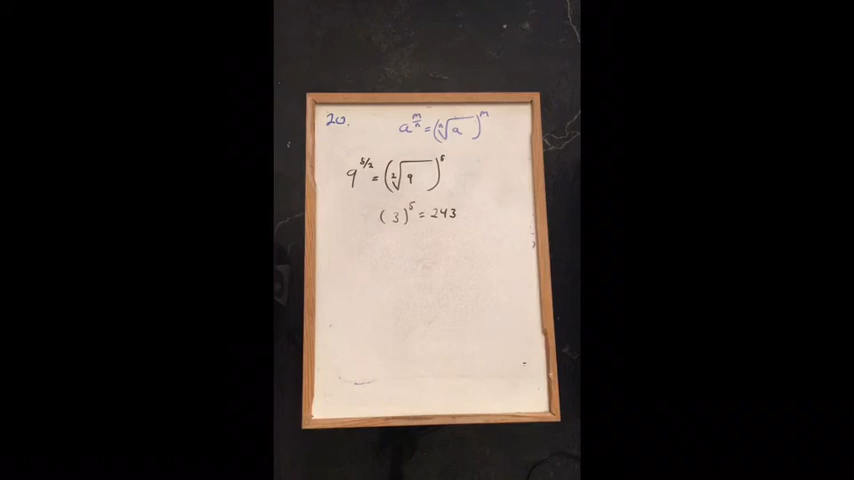 20.
a^(m/n) = (ⁿ√a)^m
9^(5/2) = (²√9)^5
(3)^5 = 243